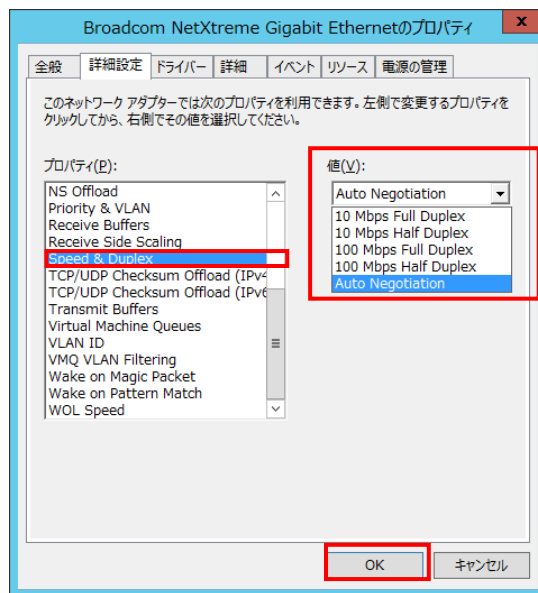 Broadcom NetXtreme Gigabit Ethernetのプロパティ
x
全般 詳細設定 ドライバー 詳細 イベント リソース 電源の管理
このネットワーク アダプターでは次のプロパティを利用できます。左側で変更するプロパティを
クリックしてから、右側でその値を選択してください。
プロパティ(P):
NS Offload
Priority & VLAN
Receive Buffers
Receive Side Scaling
Speed & Duplex
TCP/UDP Checksum Offload (IPv4
TCP/UDP Checksum Offload (IPv6
Transmit Buffers
Virtual Machine Queues
VLAN ID
VMQ VLAN Filtering
Wake on Magic Packet
Wake on Pattern Match
WOL Speed
値(V):
Auto Negotiation
10 Mbps Full Duplex
10 Mbps Half Duplex
100 Mbps Full Duplex
100 Mbps Half Duplex
Auto Negotiation
OK キャンセル